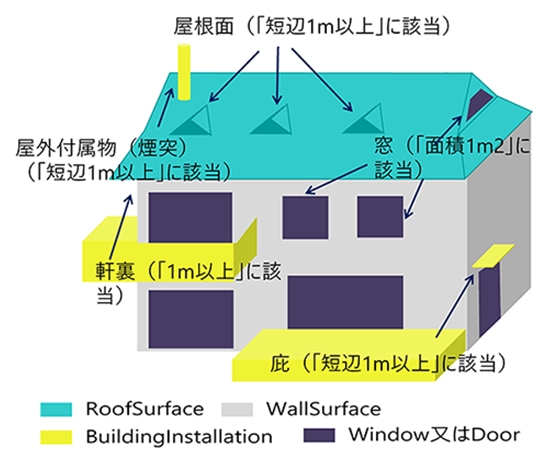 屋根面（｢短辺1m以上｣に該当）
屋外付属物（煙突）
（｢短辺1m以上｣に該当）
窓（｢面積1m2｣に
該当）
軒裏（｢1m以上｣に該
当）
庇（｢短辺1m以上｣に該当）
RoofSurface
WallSurface
BuildingInstallation
Window又はDoor